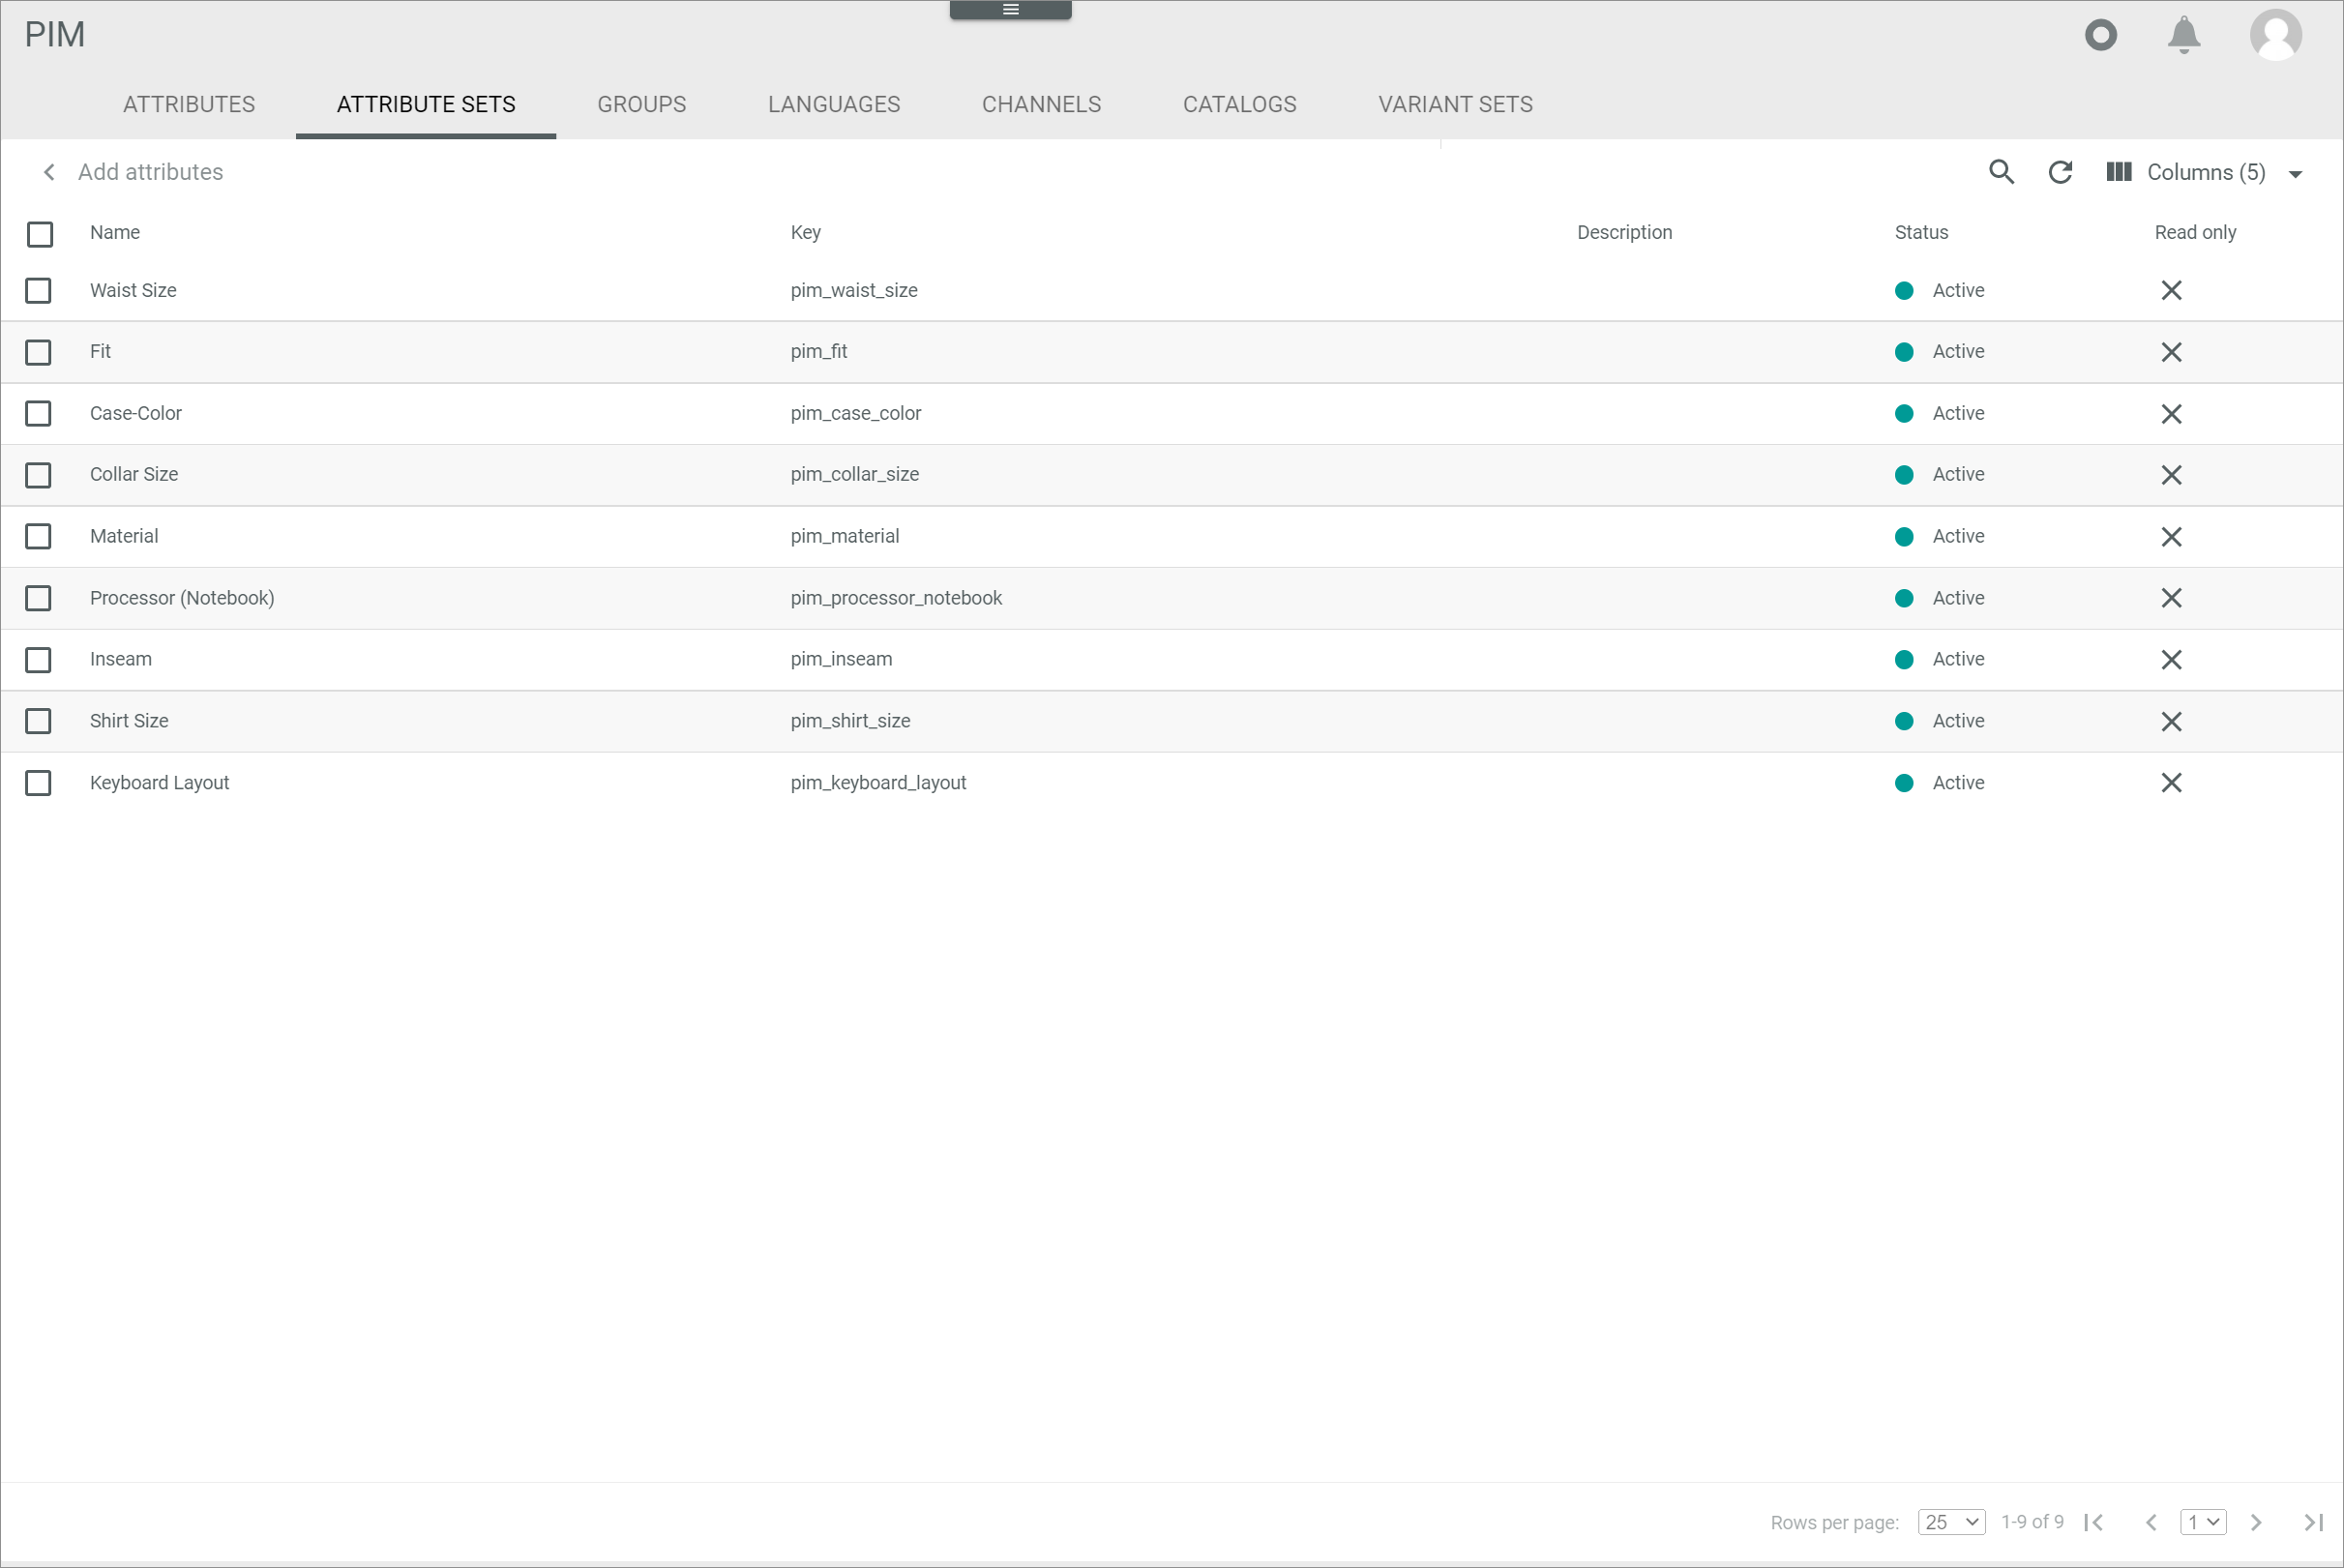 PIM
ATTRIBUTES ATTRIBUTE SETS GROUPS LANGUAGES CHANNELS CATALOGS VARIANT SETS
Add attributes Columns (5)
Name Key Description Status Read only
Waist Size pim_waist_size Active
Fit pim_fit Active
Case-Color pim_case_color Active
Collar Size pim_collar_size Active
Material pim_material Active
Processor (Notebook) pim_processor_notebook Active
Inseam pim_inseam Active
Shirt Size pim_shirt_size Active
Keyboard Layout pim_keyboard_layout Active
Rows per page: 25 1-9 of 9 1